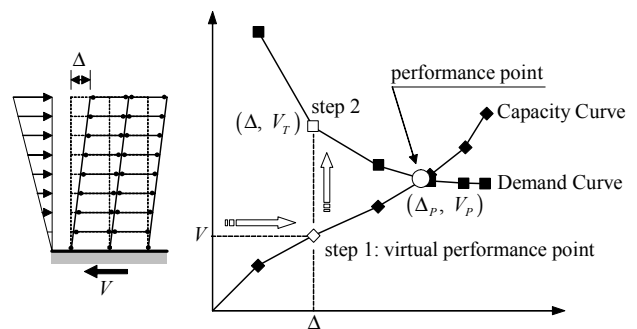 Δ
V
performance point
step 2
Capacity Curve
(Δ, V_T)
Demand Curve
(Δ_P, V_P)
V
step 1: virtual performance point
Δ